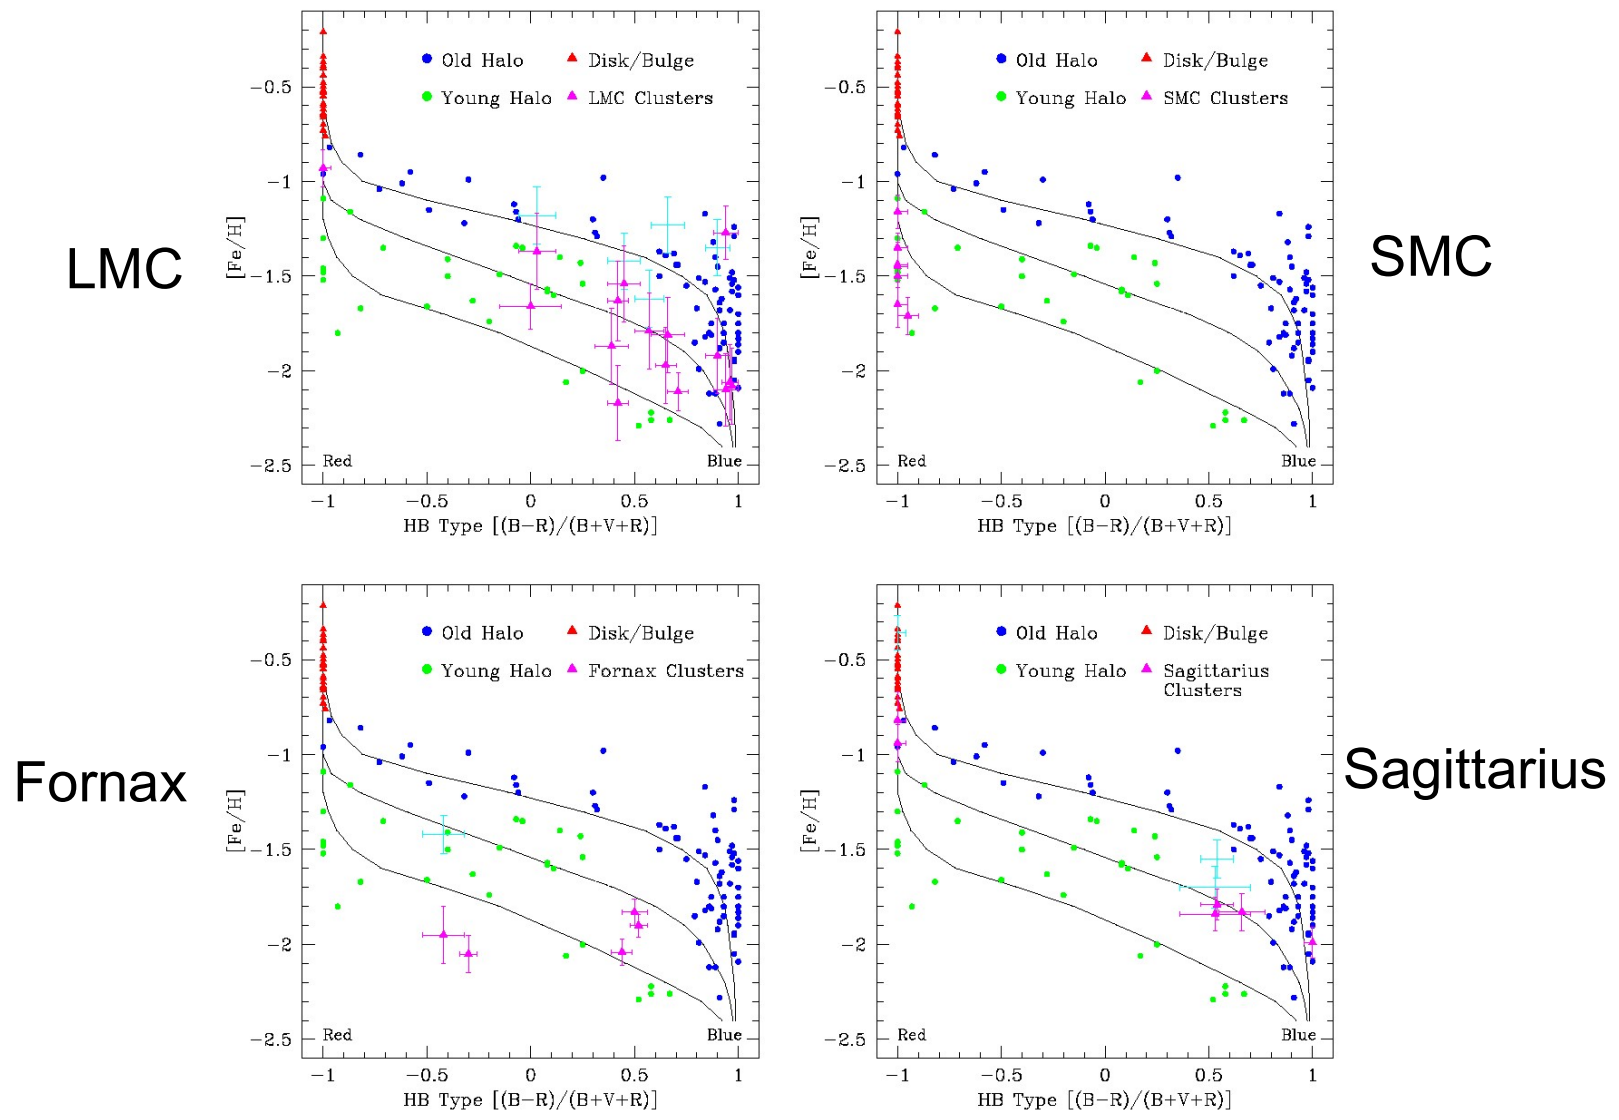 LMC
Old Halo
Disk/Bulge
Young Halo
LMC Clusters
[Fe/H]
−0.5
−1
−1.5
−2
−2.5
Red
Blue
−1
−0.5
0
0.5
1
HB Type [(B−R)/(B+V+R)]
SMC
Old Halo
Disk/Bulge
Young Halo
SMC Clusters
[Fe/H]
−0.5
−1
−1.5
−2
−2.5
Red
Blue
−1
−0.5
0
0.5
1
HB Type [(B−R)/(B+V+R)]
Fornax
Old Halo
Disk/Bulge
Young Halo
Fornax Clusters
[Fe/H]
−0.5
−1
−1.5
−2
−2.5
Red
Blue
−1
−0.5
0
0.5
1
HB Type [(B−R)/(B+V+R)]
Sagittarius
Old Halo
Disk/Bulge
Young Halo
Sagittarius
Clusters
[Fe/H]
−0.5
−1
−1.5
−2
−2.5
Red
Blue
−1
−0.5
0
0.5
1
HB Type [(B−R)/(B+V+R)]